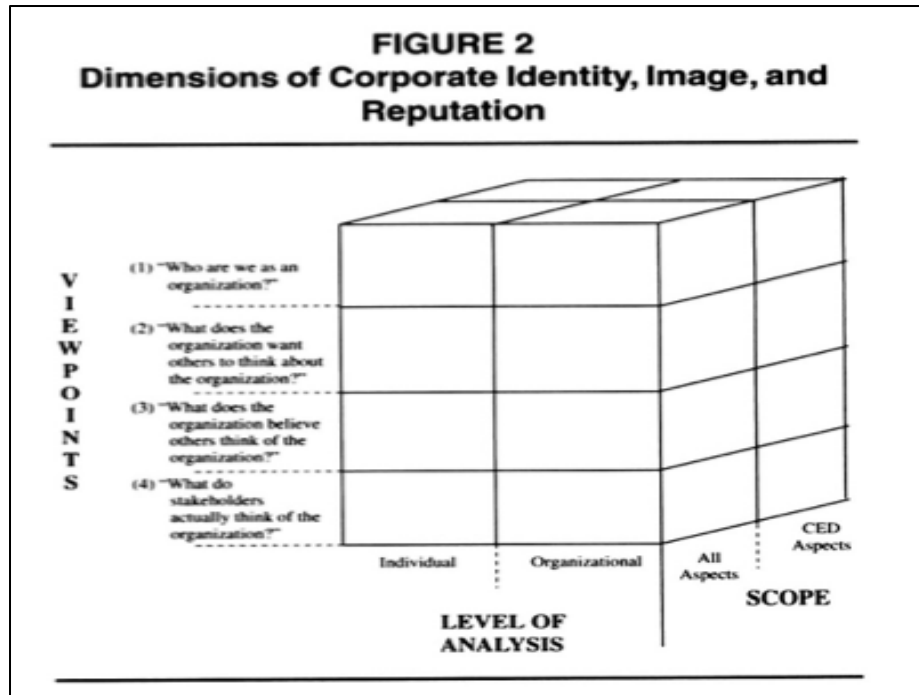 FIGURE 2
Dimensions of Corporate Identity, Image, and
Reputation
V
I
E
W
P
O
I
N
T
S
(1) “Who are we as an
organization?”
(2) “What does the
organization want
others to think about
the organization?”
(3) “What does the
organization believe
others think of the
organization?”
(4) “What do
stakeholders
actually think of the
organization?”
Individual
Organizational
All
Aspects
CED
Aspects
LEVEL OF
ANALYSIS
SCOPE